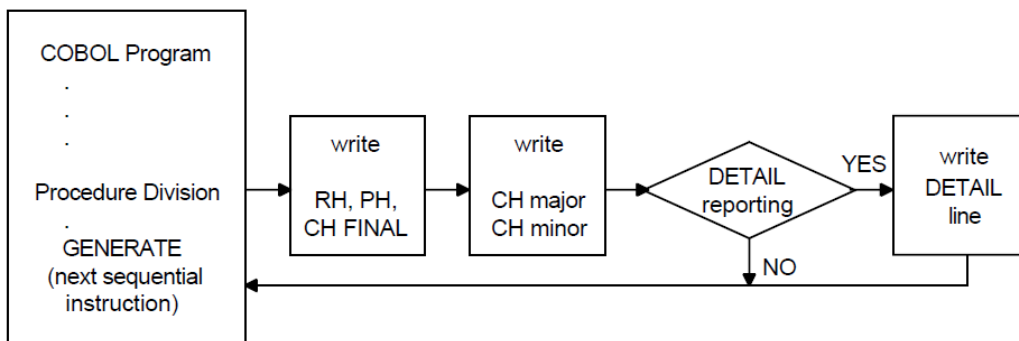 COBOL Program
.
.
.
Procedure Division
.
GENERATE
(next sequential
instruction)
write
RH, PH,
CH FINAL
write
CH major
CH minor
DETAIL
reporting
YES
NO
write
DETAIL
line